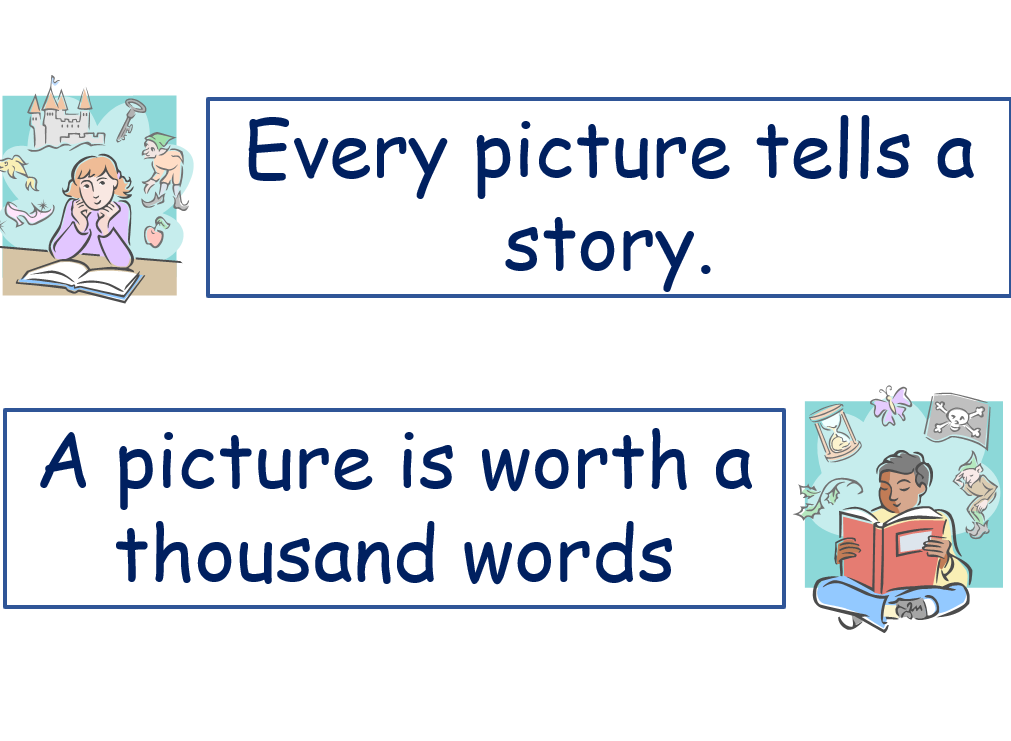 Every picture tells a
story.
A picture is worth a
thousand words